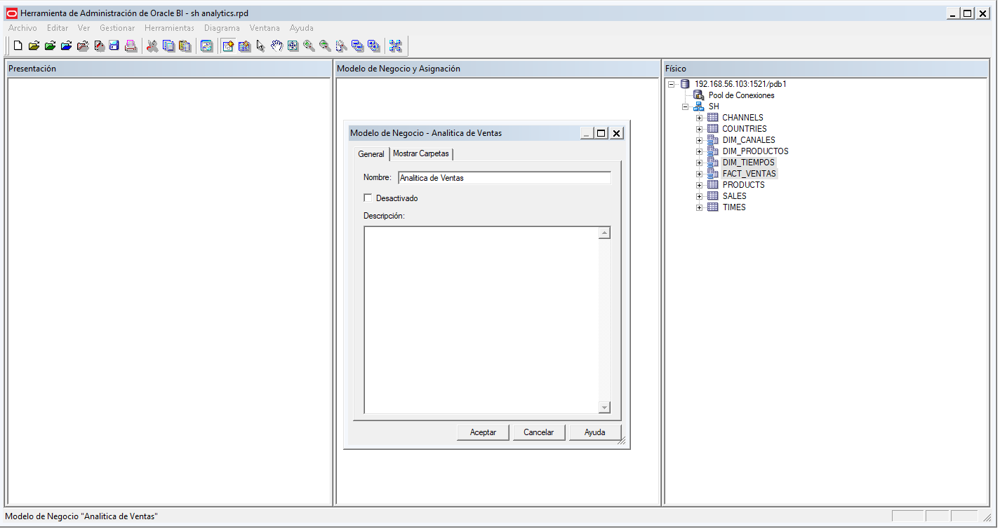 Herramienta de Administración de Oracle BI - sh analytics.rpd
Archivo Editar Ver Gestionar Herramientas Diagrama Ventana Ayuda
Presentación
Modelo de Negocio y Asignación
Físico
192.168.56.103:1521/pdb1
Pool de Conexiones
SH
CHANNELS
COUNTRIES
DIM_CANALES
DIM_PRODUCTOS
DIM_TIEMPOS
FACT_VENTAS
PRODUCTS
SALES
TIMES
Modelo de Negocio - Analitica de Ventas
General Mostrar Carpetas
Nombre: Analitica de Ventas
Desactivado
Descripción:
Aceptar Cancelar Ayuda
Modelo de Negocio "Analitica de Ventas"